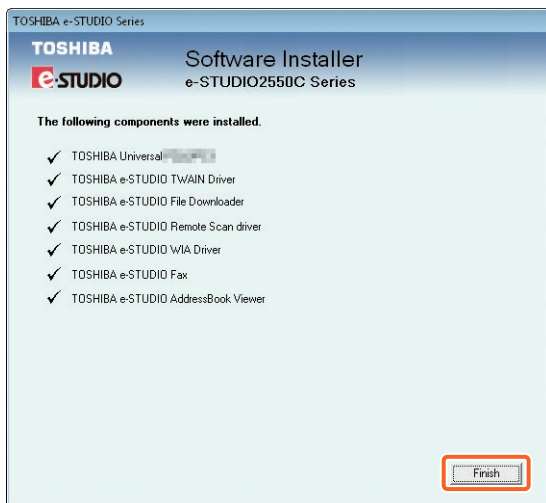 TOSHIBA e-STUDIO Series
TOSHIBA
e-STUDIO
Software Installer
e-STUDIO2550C Series
The following components were installed.
✓ TOSHIBA Universal
✓ TOSHIBA e-STUDIO TWAIN Driver
✓ TOSHIBA e-STUDIO File Downloader
✓ TOSHIBA e-STUDIO Remote Scan driver
✓ TOSHIBA e-STUDIO WIA Driver
✓ TOSHIBA e-STUDIO Fax
✓ TOSHIBA e-STUDIO AddressBook Viewer
Finish